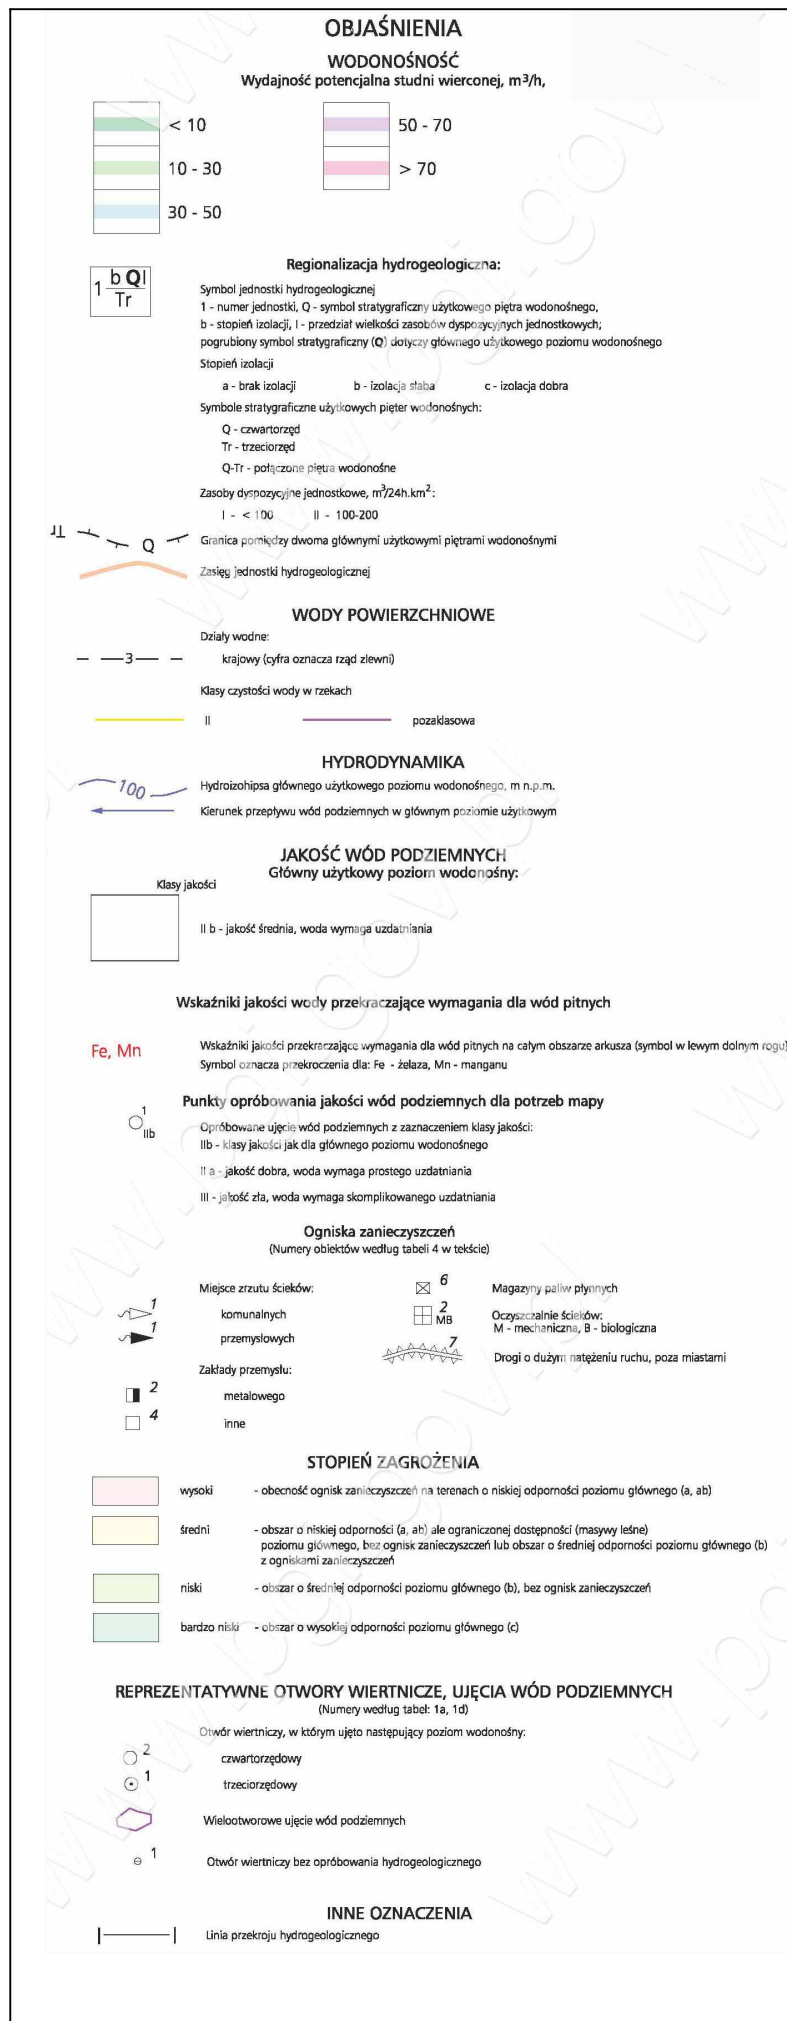 OBJAŚNIENIA
WODONOŚNOŚĆ
Wydajność potencjalna studni wierconej, m³/h,
< 10
50 - 70
10 - 30
> 70
30 - 50
Regionalizacja hydrogeologiczna:
1 b QI
Tr
Symbol jednostki hydrogeologicznej
1 - numer jednostki, Q - symbol stratygraficzny użytkowego piętra wodonośnego,
b - stopień izolacji, I - przedział wielkości zasobów dyspozycyjnych jednostkowych;
pogrubiony symbol stratygraficzny (Q) dotyczy głównego użytkowego poziomu wodonośnego
Stopień izolacji
a - brak izolacji b - izolacja słaba c - izolacja dobra
Symbole stratygraficzne użytkowych pięter wodonośnych:
Q - czwartorzęd
Tr - trzeciorzęd
Q-Tr - połączone piętra wodonośne
Zasoby dyspozycyjne jednostkowe, m³/24h.km²:
I - < 100 II - 100-200
Tr Q Granica pomiędzy dwoma głównymi użytkowymi piętrami wodonośnymi
Zasięg jednostki hydrogeologicznej
WODY POWIERZCHNIOWE
Działy wodne:
3 krajowy (cyfra oznacza rząd zlewni)
Klasy czystości wody w rzekach
II pozaklasowa
HYDRODYNAMIKA
100 Hydroizohipsa głównego użytkowego poziomu wodonośnego, m n.p.m.
Kierunek przepływu wód podziemnych w głównym poziomie użytkowym
JAKOŚĆ WÓD PODZIEMNYCH
Główny użytkowy poziom wodonośny:
Klasy jakości
II b - jakość średnia, woda wymaga uzdatniania
Wskaźniki jakości wody przekraczające wymagania dla wód pitnych
Fe, Mn
Wskaźniki jakości przekraczające wymagania dla wód pitnych na całym obszarze arkusza (symbol w lewym dolnym rogu)
Symbol oznacza przekroczenia dla: Fe - żelaza, Mn - manganu
Punkty opróbowania jakości wód podziemnych dla potrzeb mapy
1
IIb
Opróbowane ujęcie wód podziemnych z zaznaczeniem klasy jakości:
IIb - klasy jakości jak dla głównego poziomu wodonośnego
II a - jakość dobra, woda wymaga prostego uzdatniania
III - jakość zła, woda wymaga skomplikowanego uzdatniania
Ogniska zanieczyszczeń
(Numery obiektów według tabeli 4 w tekście)
Miejsce zrzutu ścieków:
6 Magazyny paliw płynnych
1 komunalnych
2 MB Oczyszczalnie ścieków:
M - mechaniczna, B - biologiczna
1 przemysłowych
7 Drogi o dużym natężeniu ruchu, poza miastami
Zakłady przemysłu:
2 metalowego
4 inne
STOPIEŃ ZAGROŻENIA
wysoki - obecność ognisk zanieczyszczeń na terenach o niskiej odporności poziomu głównego (a, ab)
średni - obszar o niskiej odporności (a, ab) ale ograniczonej dostępności (masywy leśne)
poziomu głównego, bez ognisk zanieczyszczeń lub obszar o średniej odporności poziomu głównego (b)
z ogniskami zanieczyszczeń
niski - obszar o średniej odporności poziomu głównego (b), bez ognisk zanieczyszczeń
bardzo niski - obszar o wysokiej odporności poziomu głównego (c)
REPREZENTATYWNE OTWORY WIERTNICZE, UJĘCIA WÓD PODZIEMNYCH
(Numery według tabel: 1a, 1d)
Otwór wiertniczy, w którym ujęto następujący poziom wodonośny:
2 czwartorzędowy
1 trzeciorzędowy
Wielootworowe ujęcie wód podziemnych
1 Otwór wiertniczy bez opróbowania hydrogeologicznego
INNE OZNACZENIA
Linia przekroju hydrogeologicznego